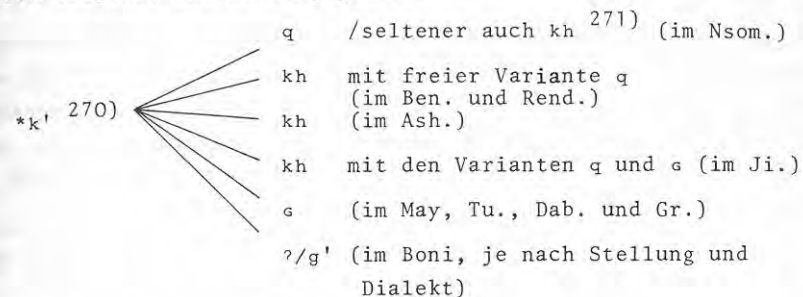 q /seltener auch kh 271) (im Nsom.)
kh mit freier Variante q
(im Ben. und Rend.)
*k' 270)
kh (im Ash.)
kh mit den Varianten q und ɢ (im Ji.)
ɢ (im May, Tu., Dab. und Gr.)
?/g' (im Boni, je nach Stellung und
Dialekt)